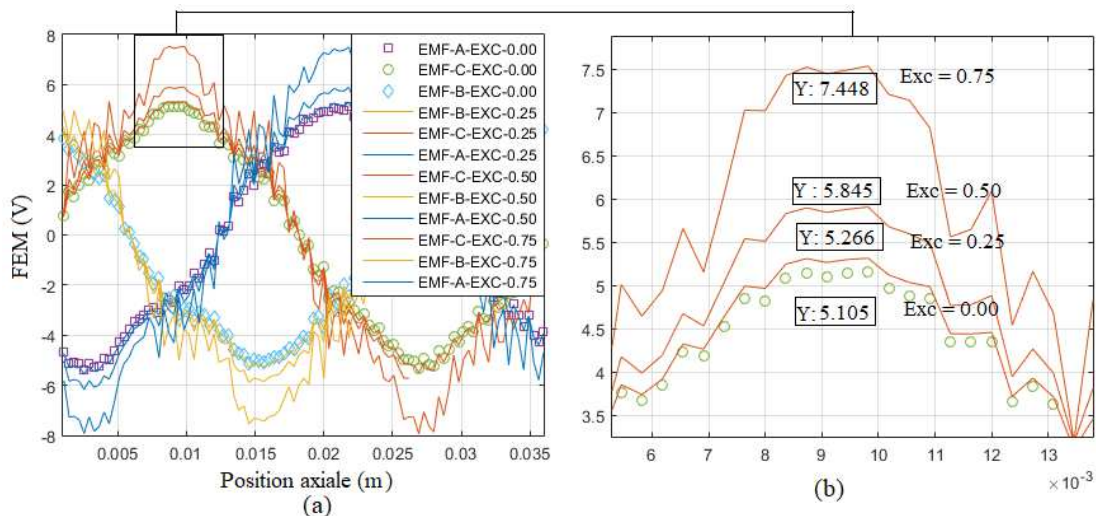 8
6
4
2
0
-2
-4
-6
-8
FEM (V)
0.005
0.01
0.015
0.02
0.025
0.03
0.035
Position axiale (m)
(a)
EMF-A-EXC-0.00
EMF-C-EXC-0.00
EMF-B-EXC-0.00
EMF-B-EXC-0.25
EMF-C-EXC-0.25
EMF-A-EXC-0.25
EMF-C-EXC-0.50
EMF-B-EXC-0.50
EMF-A-EXC-0.50
EMF-C-EXC-0.75
EMF-B-EXC-0.75
EMF-A-EXC-0.75
7.5
7
6.5
6
5.5
5
4.5
4
3.5
Y: 7.448
Exc = 0.75
Y : 5.845
Exc = 0.50
Y: 5.266
Exc = 0.25
Y: 5.105
Exc = 0.00
6
7
8
9
10
11
12
13
× 10⁻³
(b)